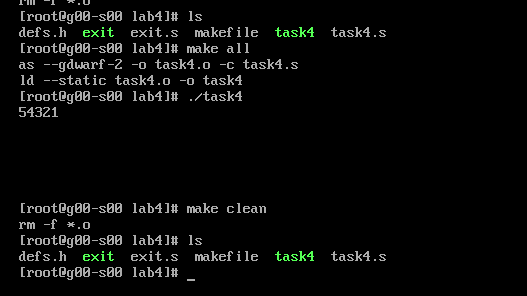 rm -f *.o
[root@g00-s00 lab4]# ls
defs.h  exit  exit.s  makefile  task4  task4.s
[root@g00-s00 lab4]# make all
as --gdwarf-2 -o task4.o -c task4.s
ld --static task4.o -o task4
[root@g00-s00 lab4]# ./task4
54321
[root@g00-s00 lab4]# make clean
rm -f *.o
[root@g00-s00 lab4]# ls
defs.h  exit  exit.s  makefile  task4  task4.s
[root@g00-s00 lab4]# _